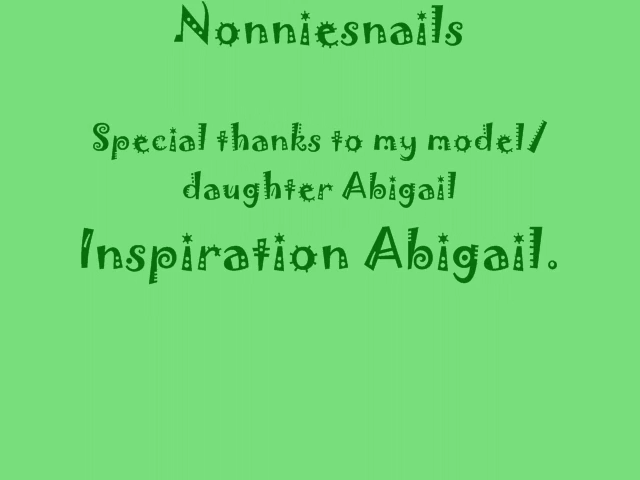 Nonniesnails
Special thanks to my model/
daughter Abigail
Inspiration Abigail.